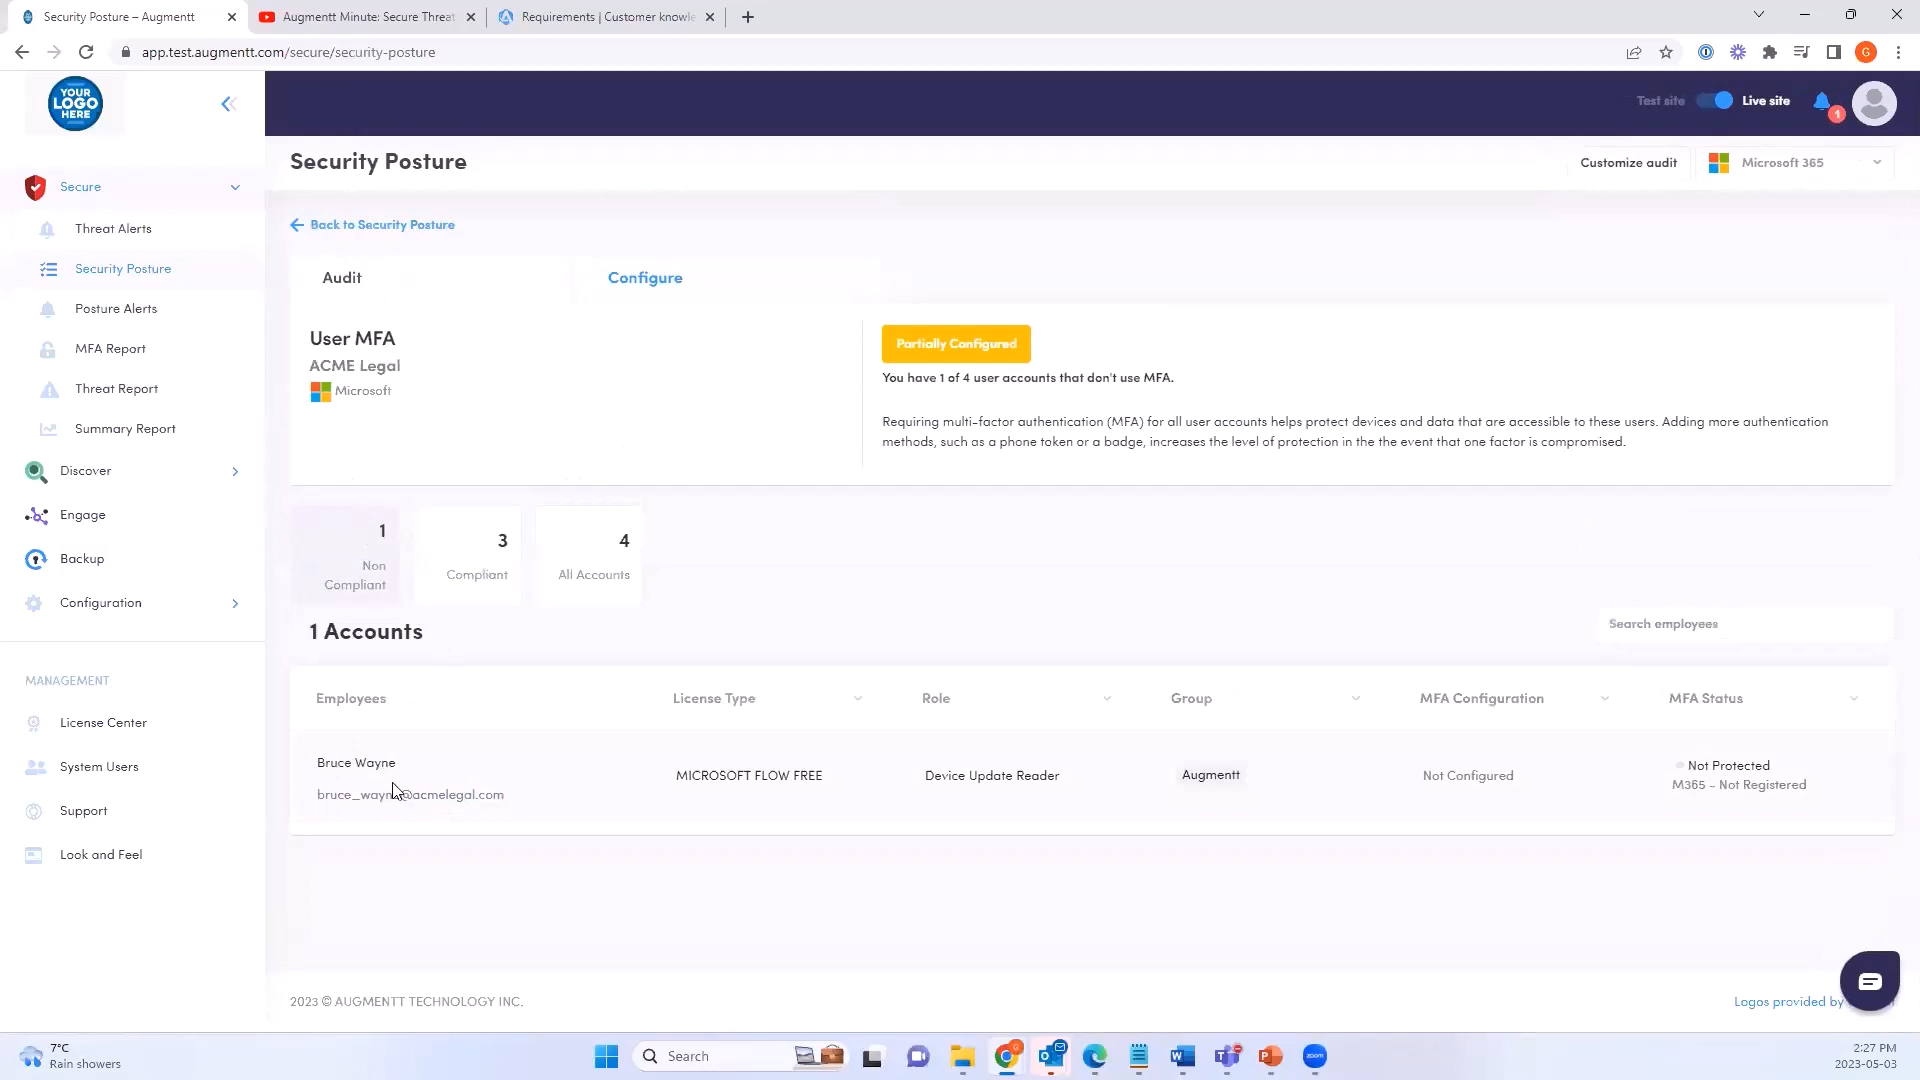 Security Posture – Augmentt
Augmentt Minute: Secure Threat
Requirements | Customer knowle
app.test.augmentt.com/secure/security-posture
G
YOUR
LOGO
HERE
Test site
Live site
1
Security Posture
Customize audit
Microsoft 365
Secure
Threat Alerts
Security Posture
Posture Alerts
MFA Report
Threat Report
Summary Report
Discover
Engage
Backup
Configuration
MANAGEMENT
License Center
System Users
Support
Look and Feel
Back to Security Posture
Audit
Configure
User MFA
ACME Legal
Microsoft
Partially Configured
You have 1 of 4 user accounts that don't use MFA.
Requiring multi-factor authentication (MFA) for all user accounts helps protect devices and data that are accessible to these users. Adding more authentication
methods, such as a phone token or a badge, increases the level of protection in the the event that one factor is compromised.
1
Non
Compliant
3
Compliant
4
All Accounts
1 Accounts
Search employees
Employees
License Type
Role
Group
MFA Configuration
MFA Status
Bruce Wayne
bruce_wayne@acmelegal.com
MICROSOFT FLOW FREE
Device Update Reader
Augmentt
Not Configured
Not Protected
M365 – Not Registered
2023 © AUGMENTT TECHNOLOGY INC.
Logos provided by
7°C
Rain showers
Search
zoom
2:27 PM
2023-05-03